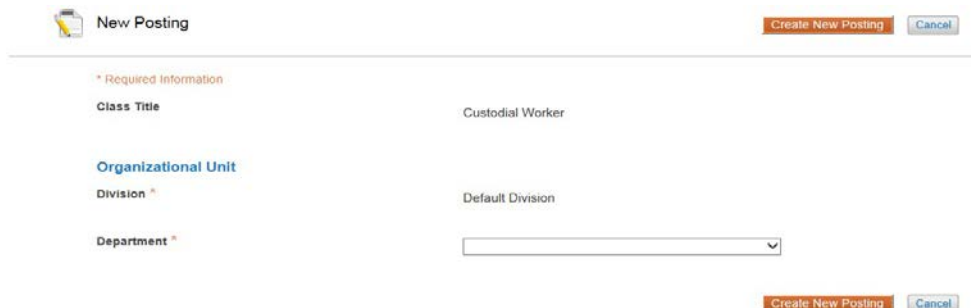 New Posting
Create New Posting Cancel
* Required Information
Class Title Custodial Worker
Organizational Unit
Division * Default Division
Department *
Create New Posting Cancel